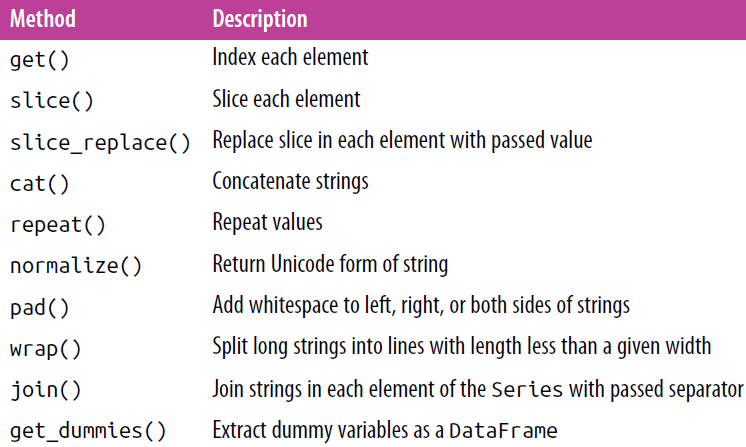 Method Description
get() Index each element
slice() Slice each element
slice_replace() Replace slice in each element with passed value
cat() Concatenate strings
repeat() Repeat values
normalize() Return Unicode form of string
pad() Add whitespace to left, right, or both sides of strings
wrap() Split long strings into lines with length less than a given width
join() Join strings in each element of the Series with passed separator
get_dummies() Extract dummy variables as a DataFrame